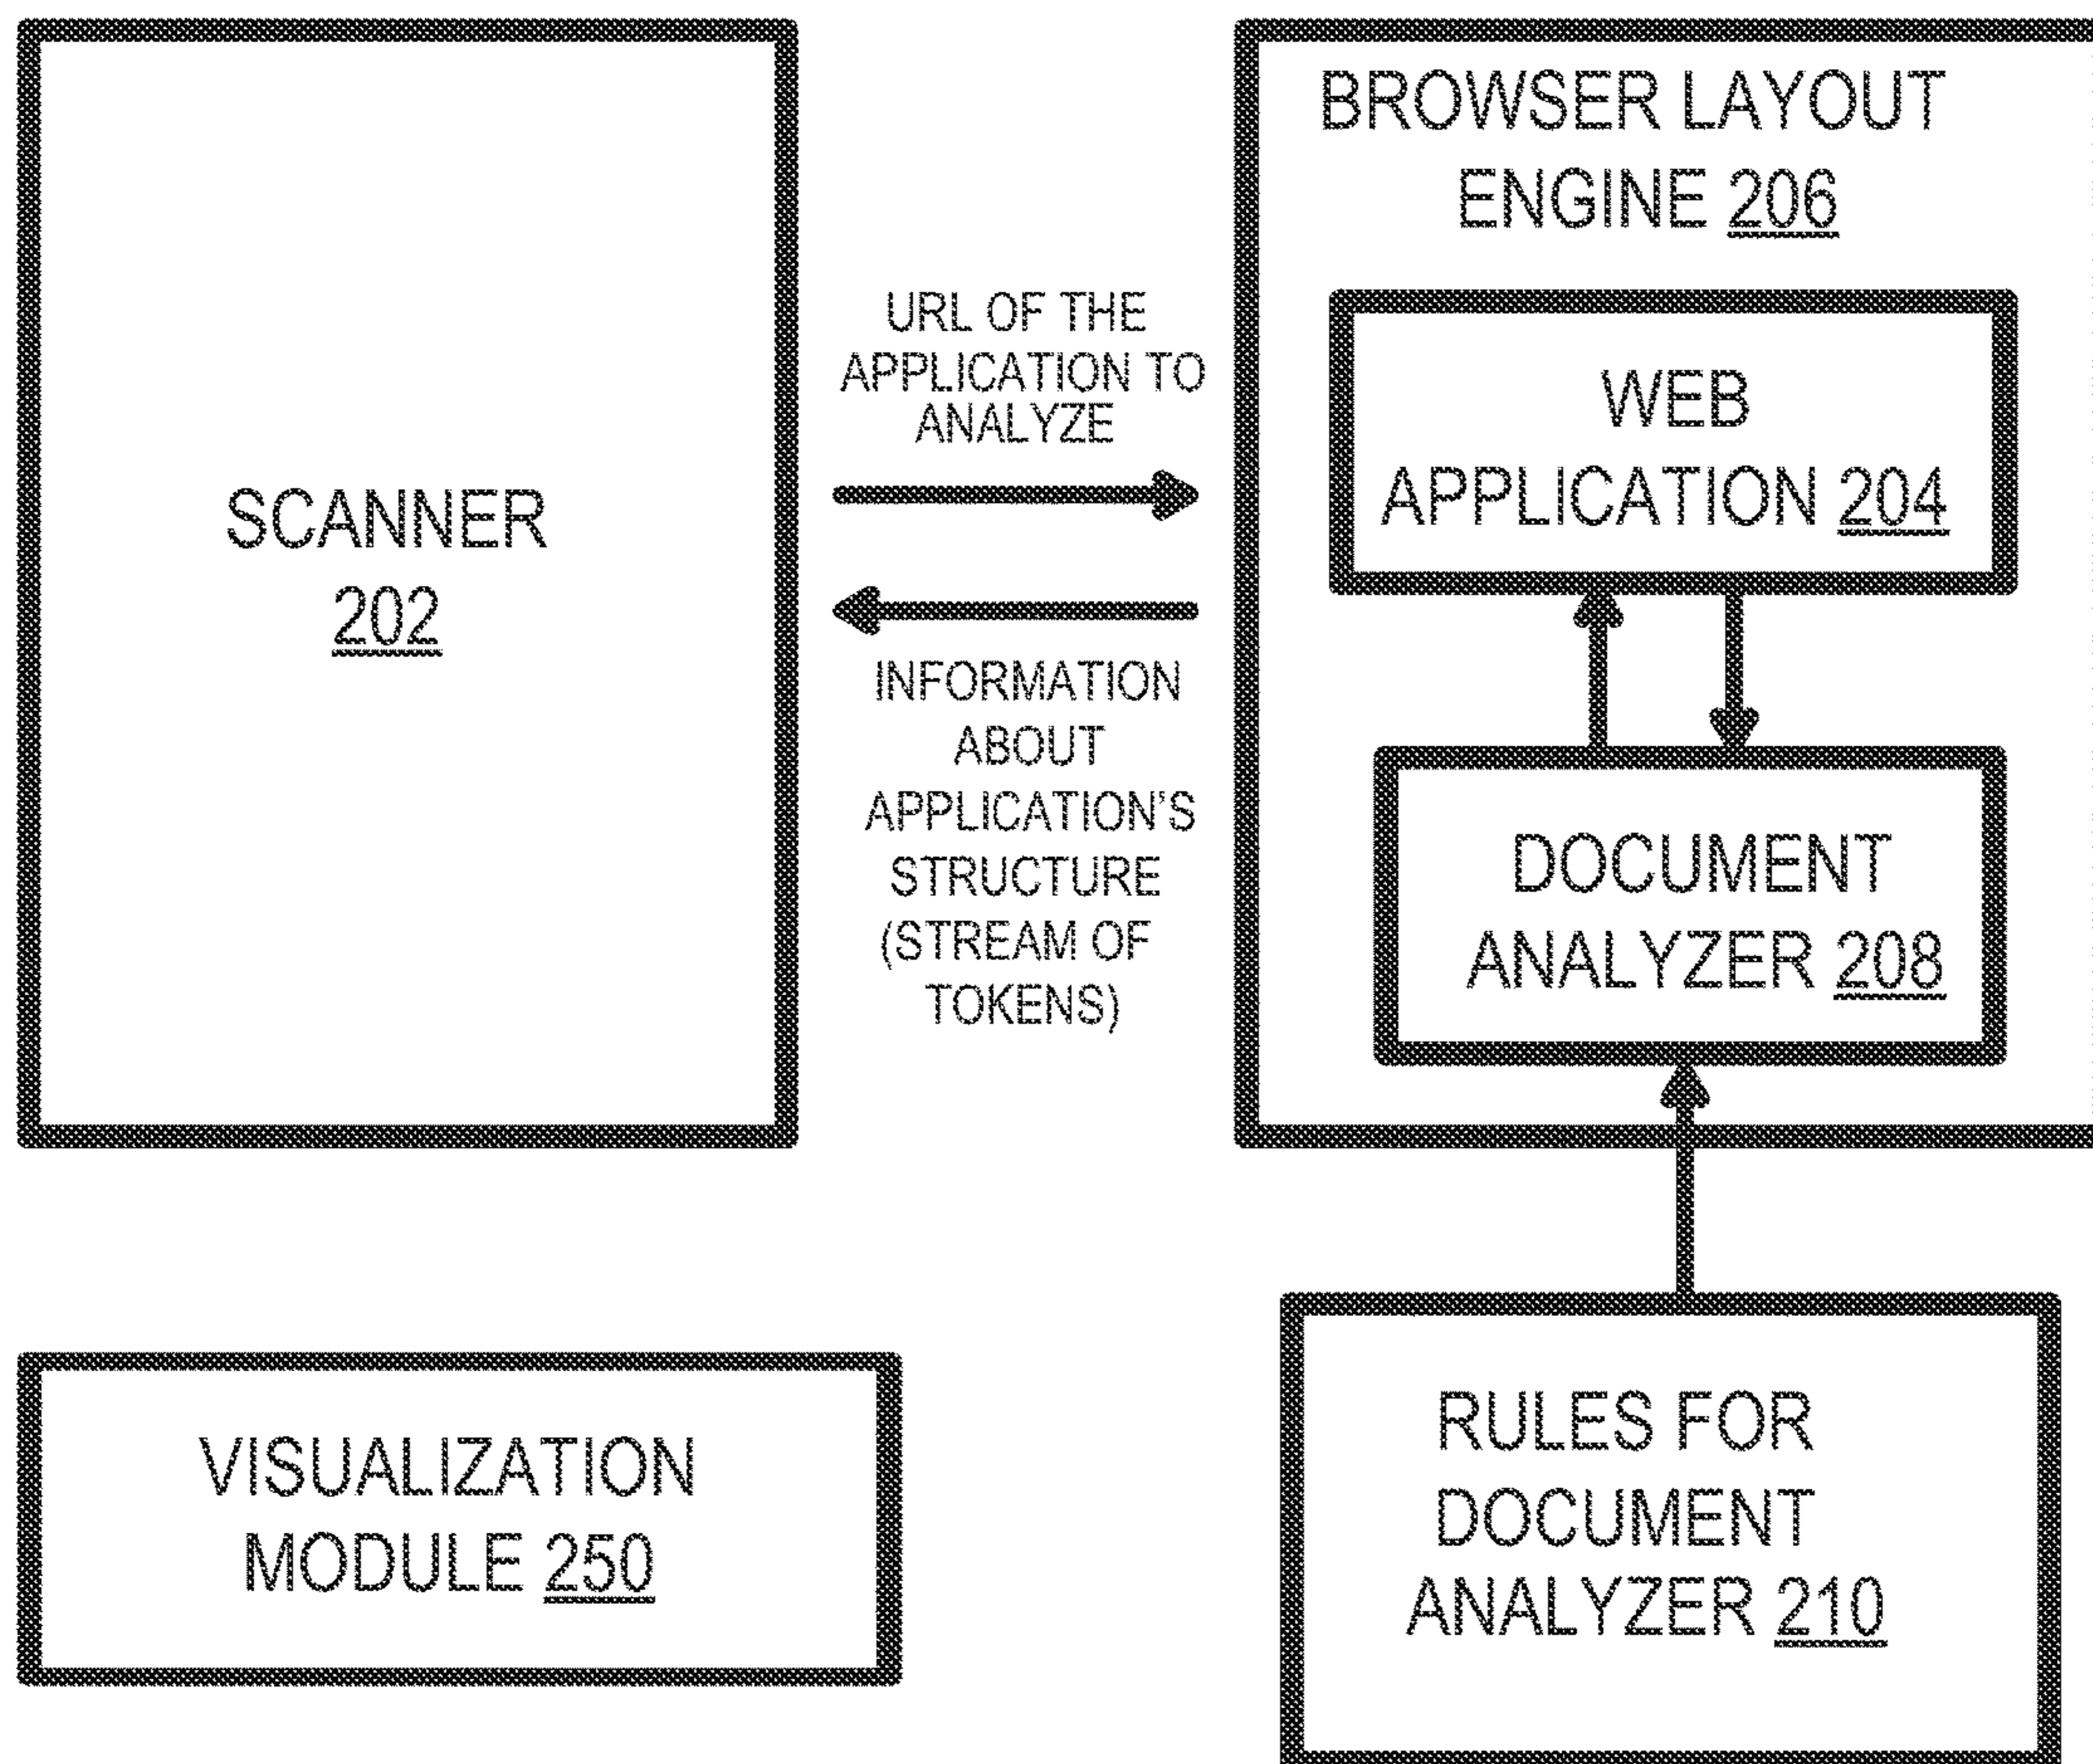 SCANNER
202
URL OF THE
APPLICATION TO
ANALYZE
INFORMATION
ABOUT
APPLICATION'S
STRUCTURE
(STREAM OF
TOKENS)
BROWSER LAYOUT
ENGINE 206
WEB
APPLICATION 204
DOCUMENT
ANALYZER 208
VISUALIZATION
MODULE 250
RULES FOR
DOCUMENT
ANALYZER 210